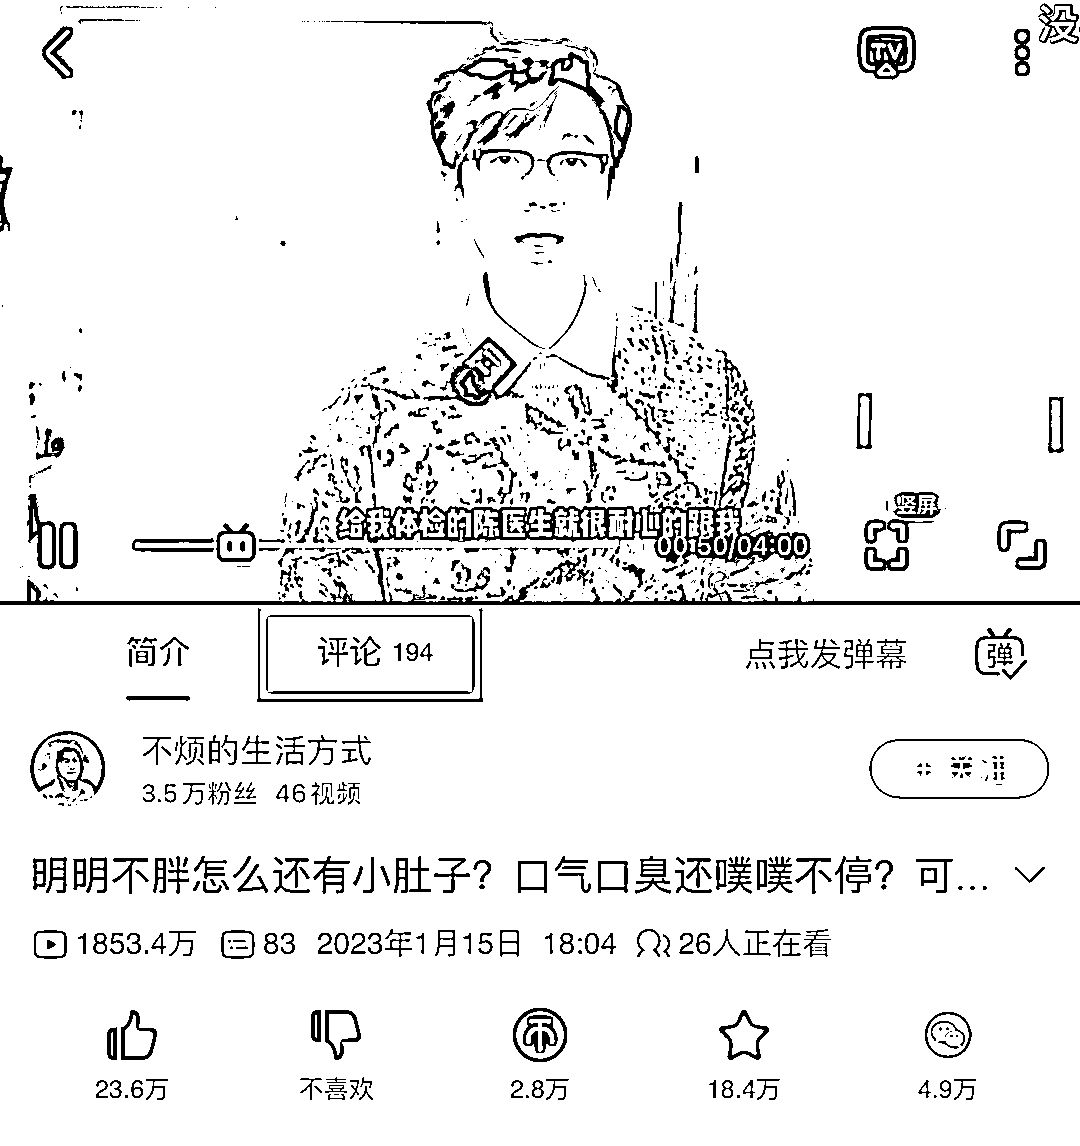 没
TV
竖屏
给我体检的陈医生就很耐心的跟我
00:50/04:00
简介
评论 194
点我发弹幕
弹
不烦的生活方式
3.5万粉丝 46视频
明明不胖怎么还有小肚子？口气口臭还噗噗不停？可...
1853.4万 83 2023年1月15日 18:04 26人正在看
23.6万
不喜欢
2.8万
18.4万
4.9万